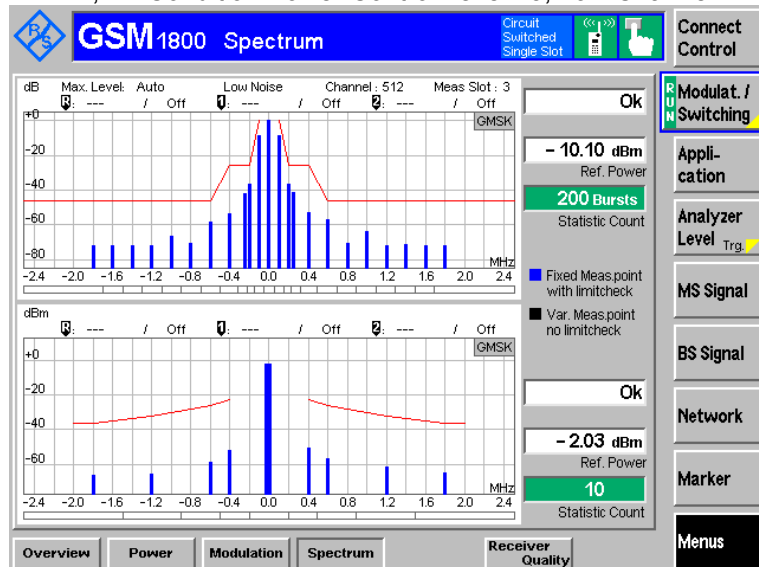 R/S
GSM 1800 Spectrum
Circuit
Switched
Single Slot
Connect
Control
dB Max. Level: Auto Low Noise Channel : 512 Meas Slot : 3
R: --- / Off 1: --- / Off 2: --- / Off
GMSK
+0
-20
-40
-60
-80
MHz
-2.4 -2.0 -1.6 -1.2 -0.8 -0.4 0.0 0.4 0.8 1.2 1.6 2.0 2.4
Ok
- 10.10 dBm
Ref. Power
200 Bursts
Statistic Count
Fixed Meas.point
with limitcheck
Var. Meas.point
no limitcheck
dBm
R: --- / Off 1: --- / Off 2: --- / Off
GMSK
+0
-20
-40
-60
MHz
-2.4 -2.0 -1.6 -1.2 -0.8 -0.4 0.0 0.4 0.8 1.2 1.6 2.0 2.4
Ok
- 2.03 dBm
Ref. Power
10
Statistic Count
RUN
Modulat. /
Switching
Appli-
cation
Analyzer
Level Trg.
MS Signal
BS Signal
Network
Marker
Menus
Overview Power Modulation Spectrum Receiver
Quality